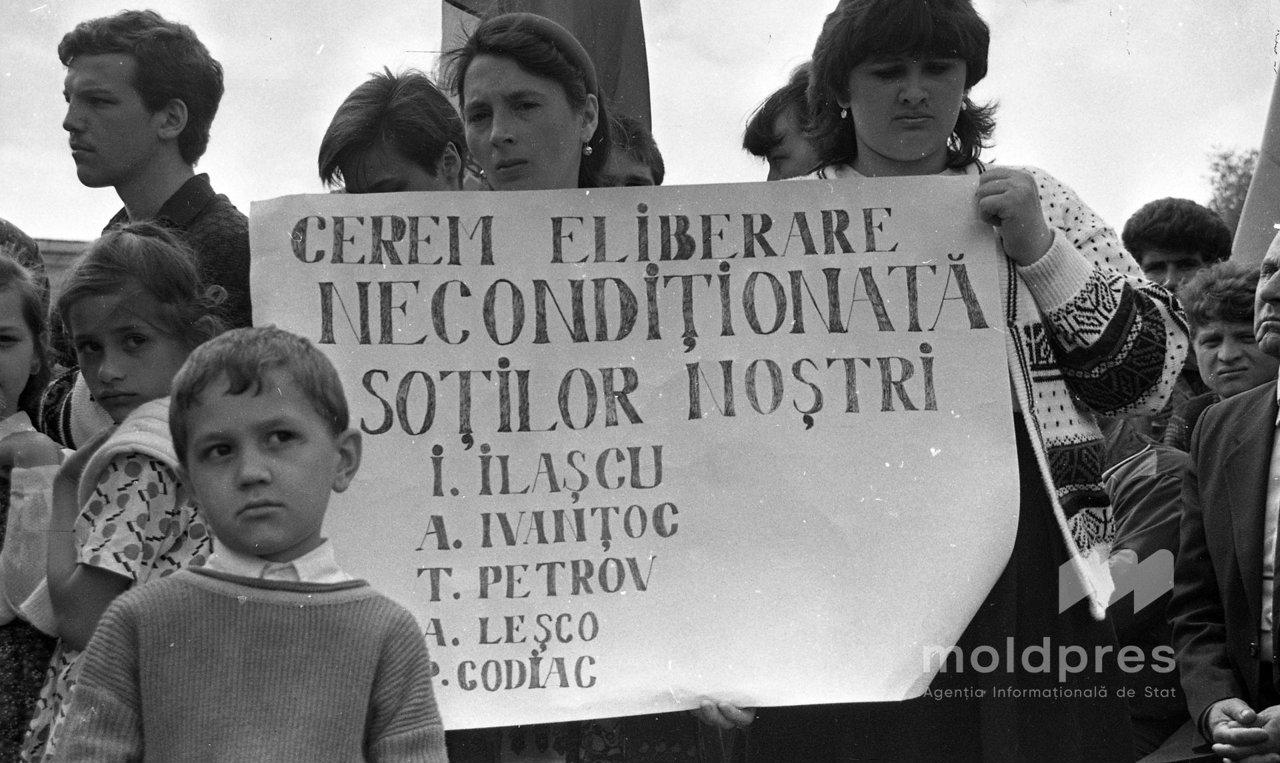 CEREM ELIBERARE
NECONDIȚIONATĂ
SOȚILOR NOȘTRI
I. ILAȘCU
A. IVANȚOC
T. PETROV
A. LEȘCO
P. GODIAC
moldpres
Agenția Informațională de Stat